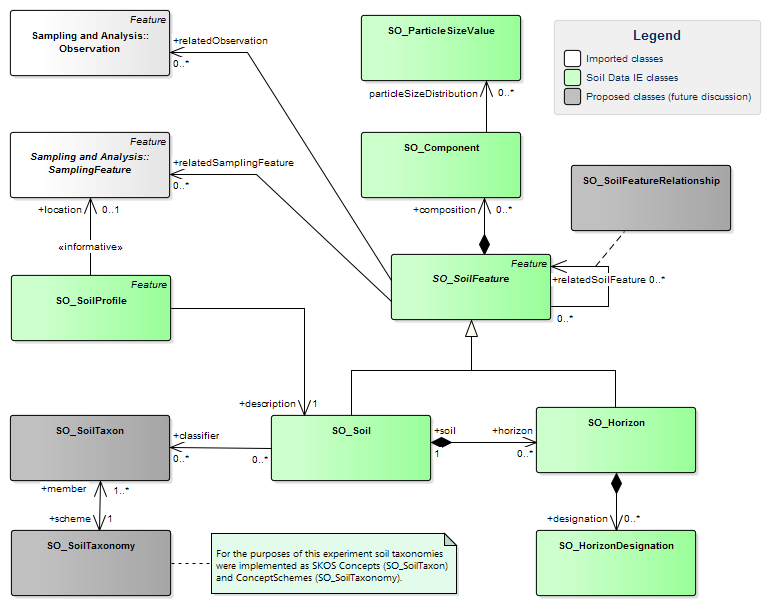 Feature
Sampling and Analysis::
Observation
+relatedObservation
0..*
SO_ParticleSizeValue
Legend
Imported classes
Soil Data IE classes
Proposed classes (future discussion)
particleSizeDistribution
0..*
Feature
Sampling and Analysis::
SamplingFeature
+relatedSamplingFeature
0..*
SO_Component
SO_SoilFeatureRelationship
+location
0..1
+composition
0..*
«informative»
Feature
SO_SoilProfile
Feature
SO_SoilFeature
+relatedSoilFeature 0..*
0..*
+description
1
SO_SoilTaxon
+classifier
0..*
0..*
SO_Soil
+soil
1
+horizon
0..*
SO_Horizon
+member
1..*
+scheme
1
+designation
0..*
SO_SoilTaxonomy
For the purposes of this experiment soil taxonomies
were implemented as SKOS Concepts (SO_SoilTaxon)
and ConceptSchemes (SO_SoilTaxonomy).
SO_HorizonDesignation